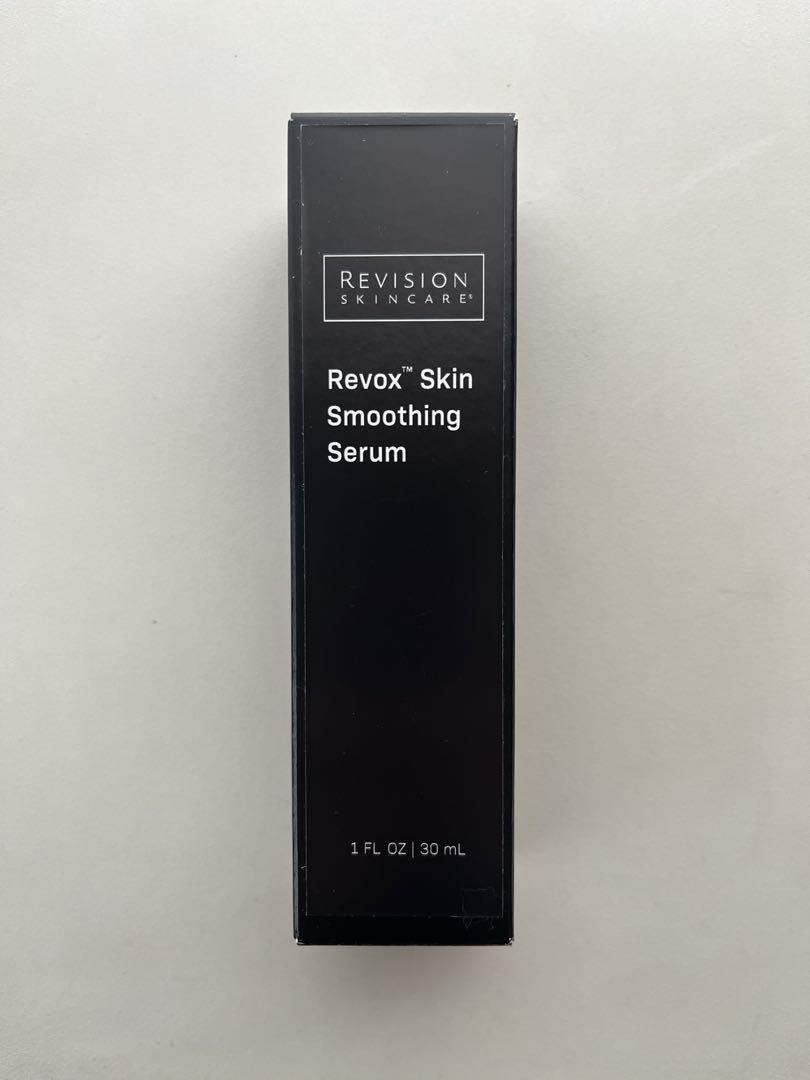 REVISION
SKINCARE®
Revox™ Skin
Smoothing
Serum
1 FL OZ | 30 mL